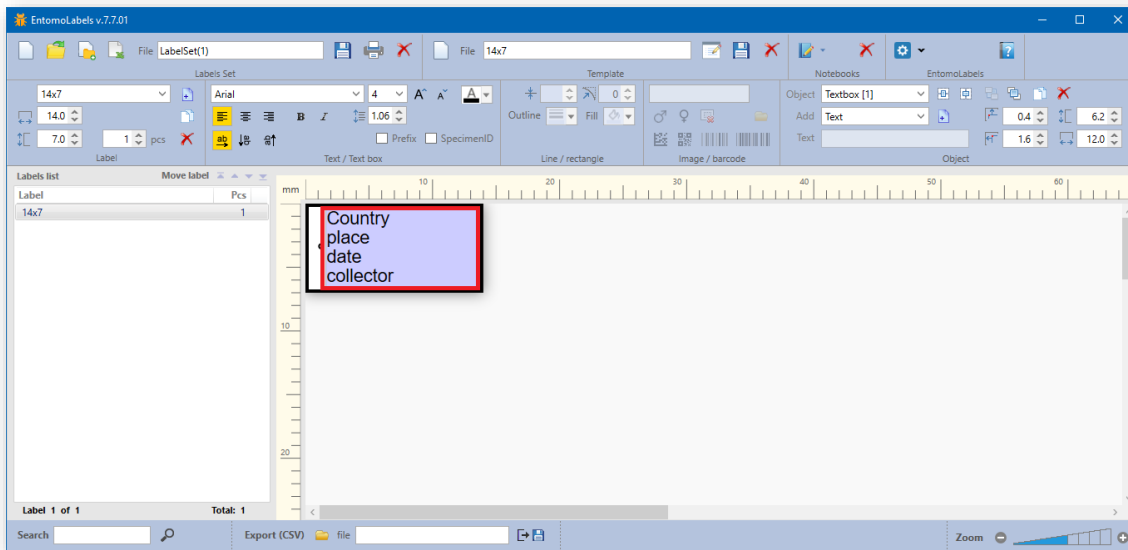 EntomoLabels v.7.7.01
File LabelSet(1) File 14x7
Labels Set Template Notebooks EntomoLabels
14x7 Arial 4 A A A 0 Object Textbox [1]
14.0 B I 1.06 Outline Fill Add Text 0.4 6.2
7.0 1 pcs ab Prefix SpecimenID Text 1.6 12.0
Label Text / Text box Line / rectangle Image / barcode Object
Labels list Move label
Label Pcs
14x7 1
mm 10 20 30 40 50 60
Country
place
date
collector
10
20
Label 1 of 1 Total: 1
Search Export (CSV) file Zoom